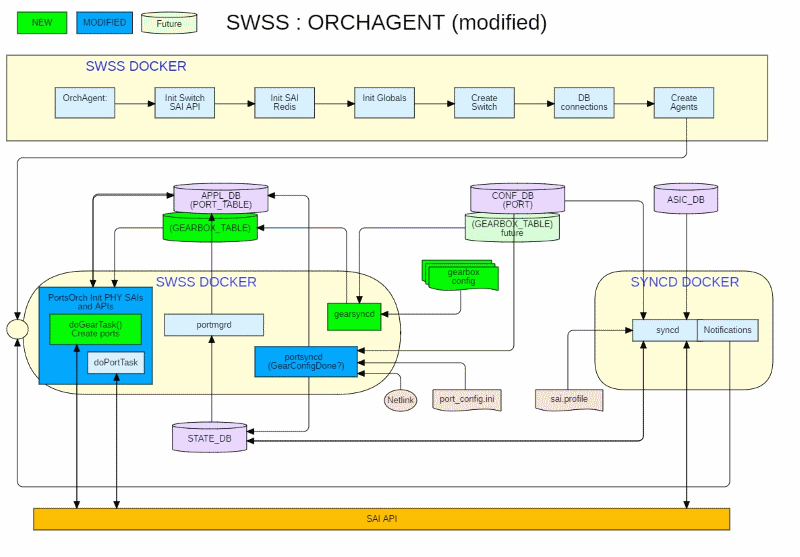 NEW
MODIFIED
Future
SWSS : ORCHAGENT (modified)
SWSS DOCKER
OrchAgent:
Init Switch
SAI API
Init SAI
Redis
Init Globals
Create
Switch
DB
connections
Create
Agents
APPL_DB
(PORT_TABLE)
(GEARBOX_TABLE)
CONF_DB
(PORT)
(GEARBOX_TABLE)
future
ASIC_DB
gearbox
config
SWSS DOCKER
SYNCD DOCKER
PortsOrch Init PHY SAIs
and APIs
doGearTask()
Create ports
doPortTask
portmgrd
gearsyncd
portsyncd
(GearConfigDone?)
syncd
Notifications
Netlink
port_config.ini
sai.profile
STATE_DB
SAI API